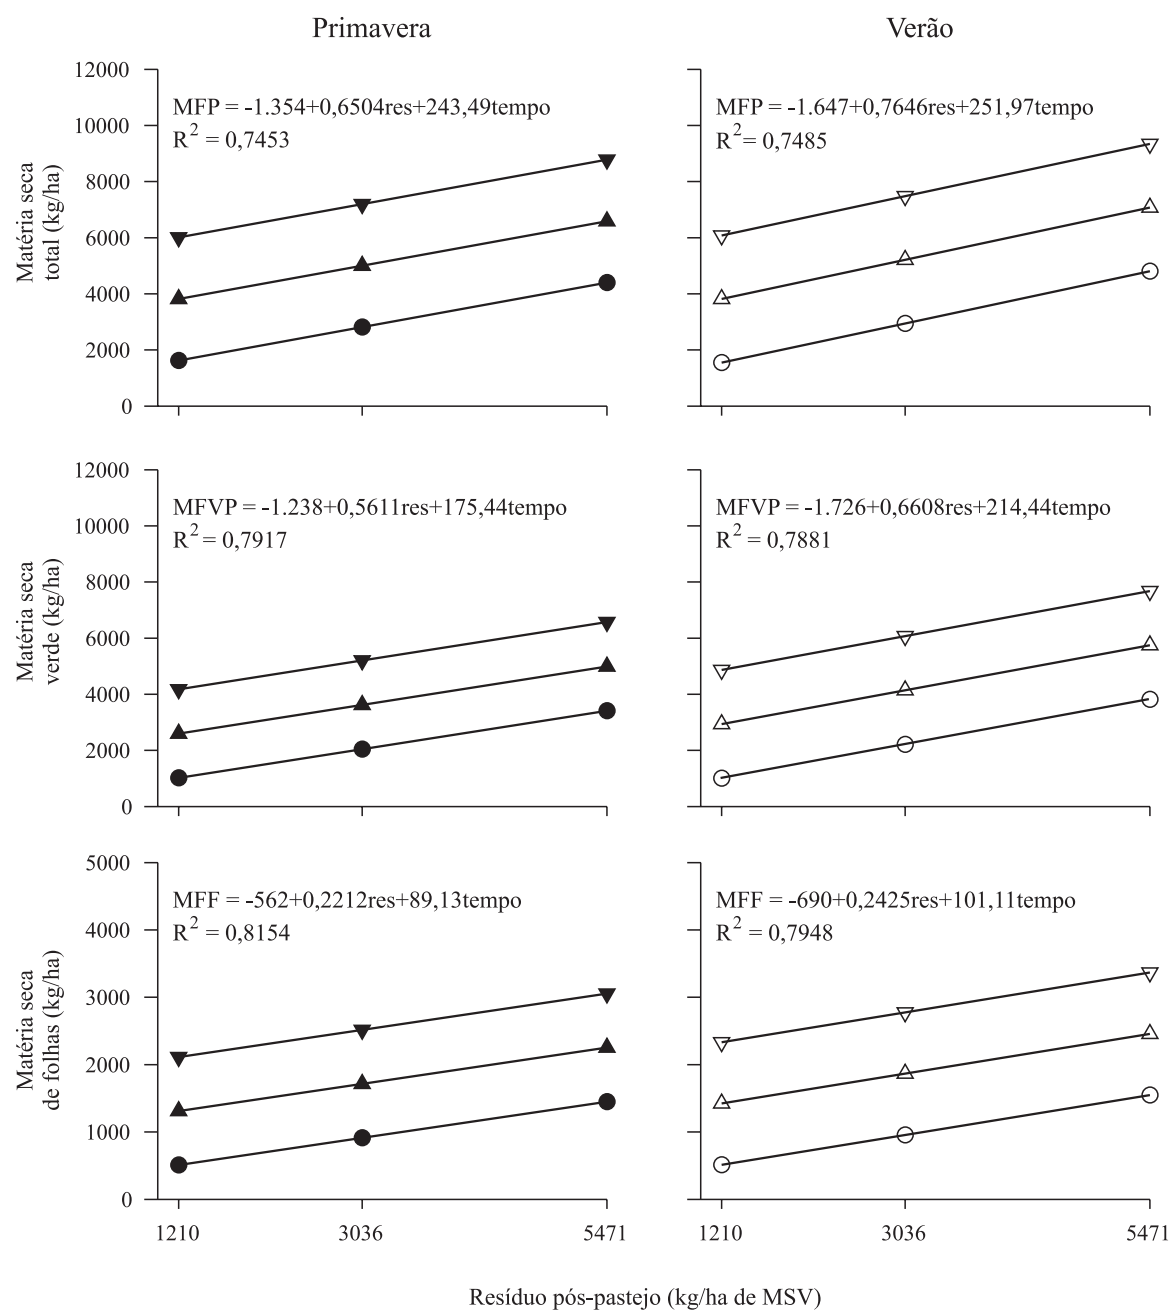 Primavera
Verão
Matéria seca
total (kg/ha)
12000
10000
8000
6000
4000
2000
0
MFP = -1.354+0,6504res+243,49tempo
R² = 0,7453
MFP = -1.647+0,7646res+251,97tempo
R²= 0,7485
Matéria seca
verde (kg/ha)
12000
10000
8000
6000
4000
2000
0
MFVP = -1.238+0,5611res+175,44tempo
R² = 0,7917
MFVP = -1.726+0,6608res+214,44tempo
R² = 0,7881
Matéria seca
de folhas (kg/ha)
5000
4000
3000
2000
1000
0
MFF = -562+0,2212res+89,13tempo
R² = 0,8154
MFF = -690+0,2425res+101,11tempo
R² = 0,7948
1210 3036 5471
1210 3036 5471
Resíduo pós-pastejo (kg/ha de MSV)